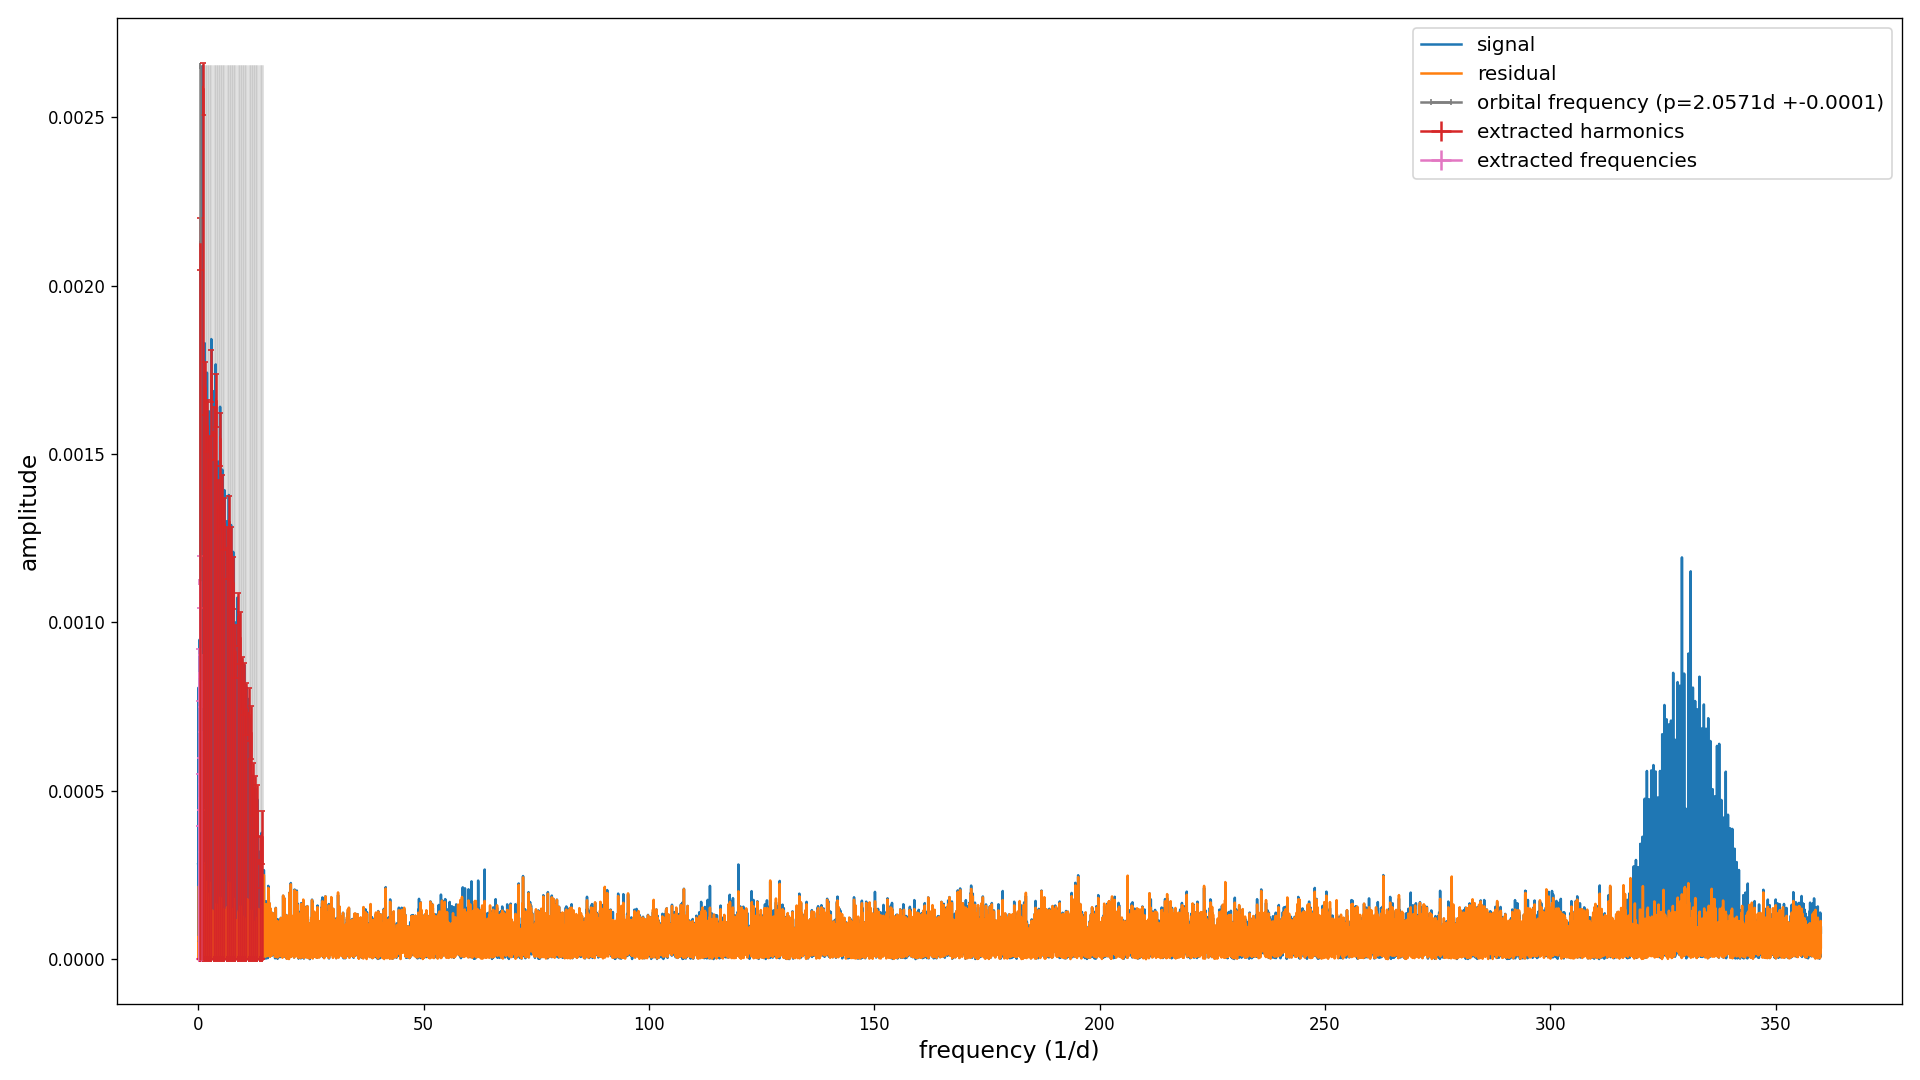 signal
residual
orbital frequency (p=2.0571d +-0.0001)
extracted harmonics
extracted frequencies
0.0025
0.0020
0.0015
0.0010
0.0005
0.0000
amplitude
0 50 100 150 200 250 300 350
frequency (1/d)